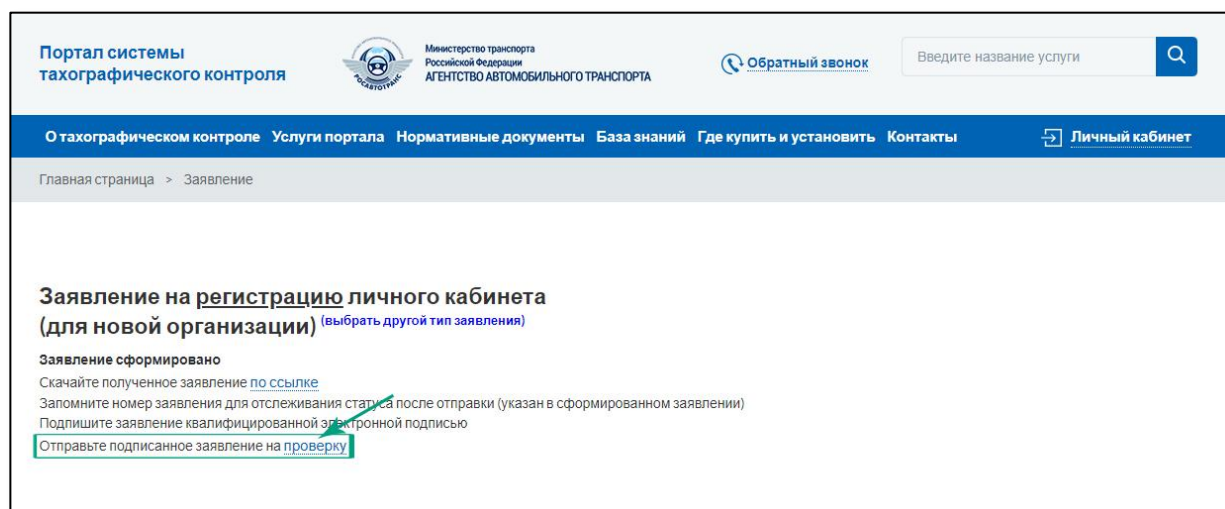 Портал системы
тахографического контроля
РОСАВТОТРАНС
Министерство транспорта
Российской Федерации
АГЕНТСТВО АВТОМОБИЛЬНОГО ТРАНСПОРТА
Обратный звонок
Введите название услуги
О тахографическом контроле Услуги портала Нормативные документы База знаний Где купить и установить Контакты Личный кабинет
Главная страница > Заявление
Заявление на регистрацию личного кабинета
(для новой организации) (выбрать другой тип заявления)
Заявление сформировано
Скачайте полученное заявление по ссылке
Запомните номер заявления для отслеживания статуса после отправки (указан в сформированном заявлении)
Подпишите заявление квалифицированной электронной подписью
Отправьте подписанное заявление на проверку